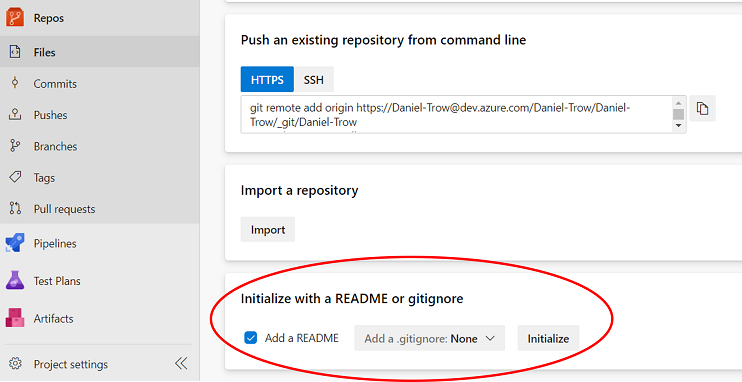 Repos
Files
Commits
Pushes
Branches
Tags
Pull requests
Pipelines
Test Plans
Artifacts
Project settings
Push an existing repository from command line
HTTPS SSH
git remote add origin https://Daniel-Trow@dev.azure.com/Daniel-Trow/Daniel-
Trow/_git/Daniel-Trow
Import a repository
Import
Initialize with a README or gitignore
Add a README Add a .gitignore: None Initialize